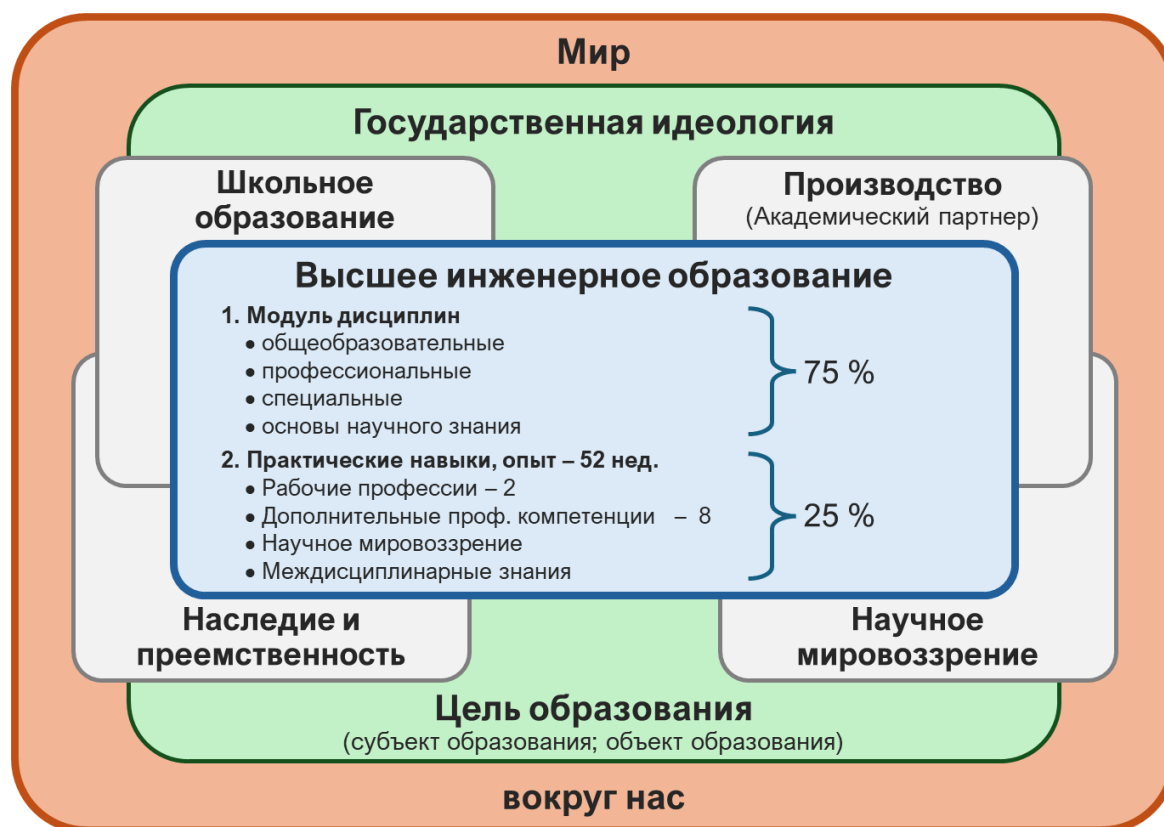 Мир
Государственная идеология
Школьное
образование
Производство
(Академический партнер)
Высшее инженерное образование
1. Модуль дисциплин
● общеобразовательные
● профессиональные
● специальные
● основы научного знания
75 %
2. Практические навыки, опыт – 52 нед.
● Рабочие профессии – 2
● Дополнительные проф. компетенции – 8
● Научное мировоззрение
● Междисциплинарные знания
25 %
Наследие и
преемственность
Научное
мировоззрение
Цель образования
(субъект образования; объект образования)
вокруг нас